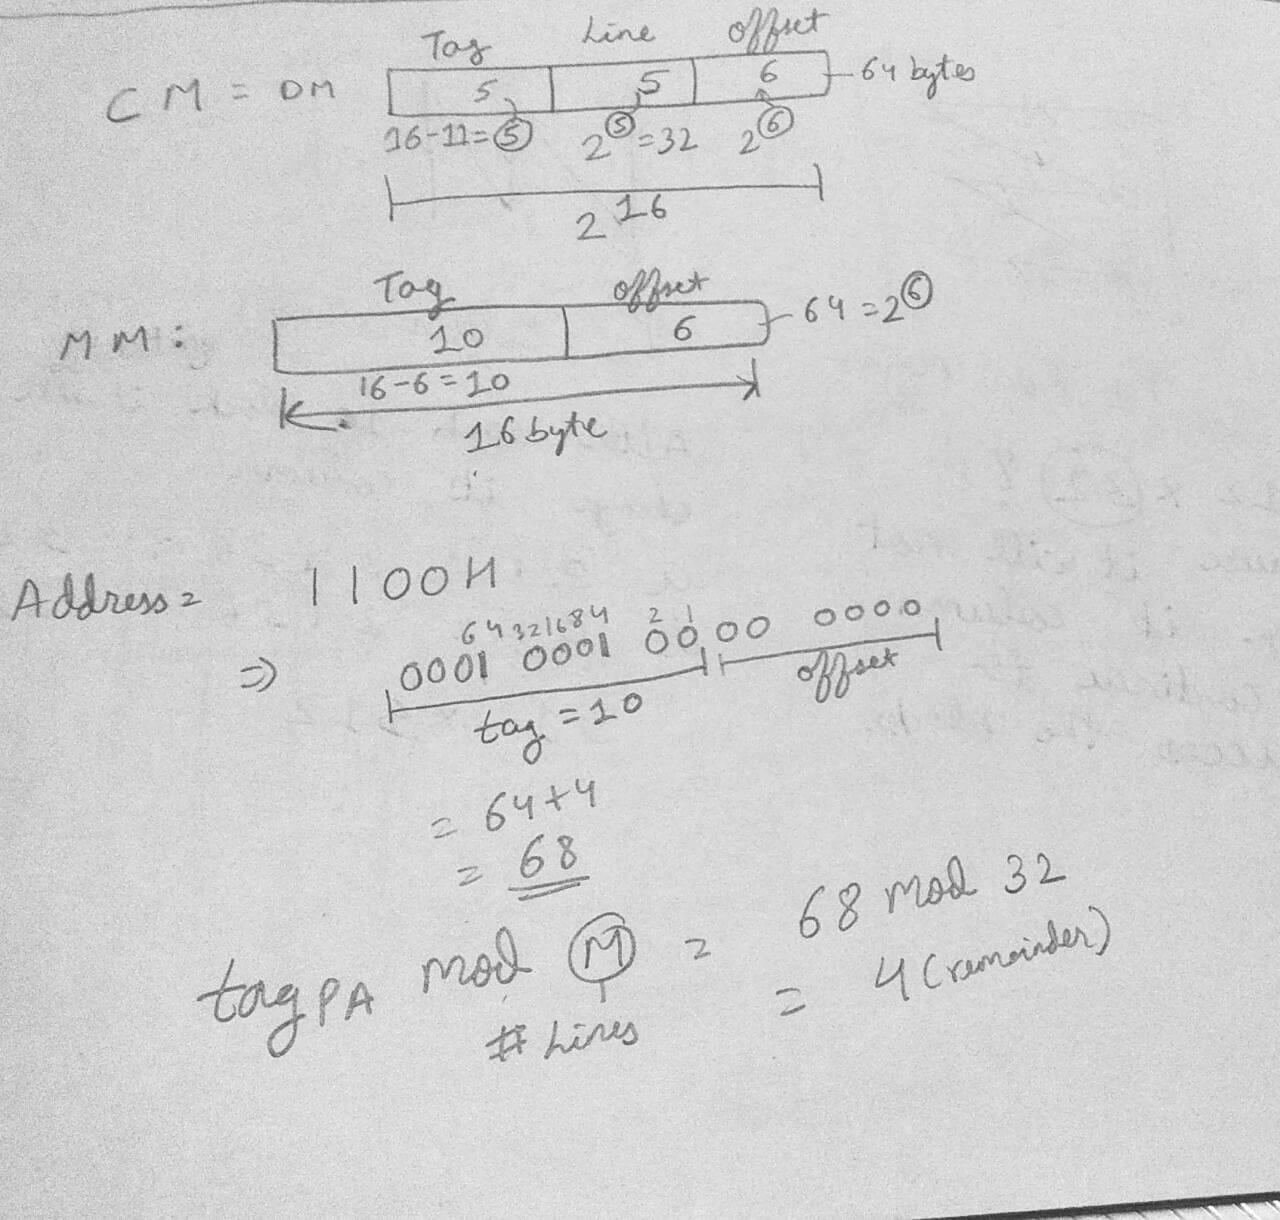 Tag Line offset
CM = DM 5 5 6 64 bytes
16-11=5 2^5=32 2^6
2^16
Tag offset
MM: 10 6 64=2^6
16-6=10
16 byte
Address= 1100H
64 32 16 8 4 2 1
⇒ 0001 0001 00 00 0000
tag=10 offset
= 64+4
= 68
tag PA mod M = 68 mod 32
# Lines = 4 (remainder)